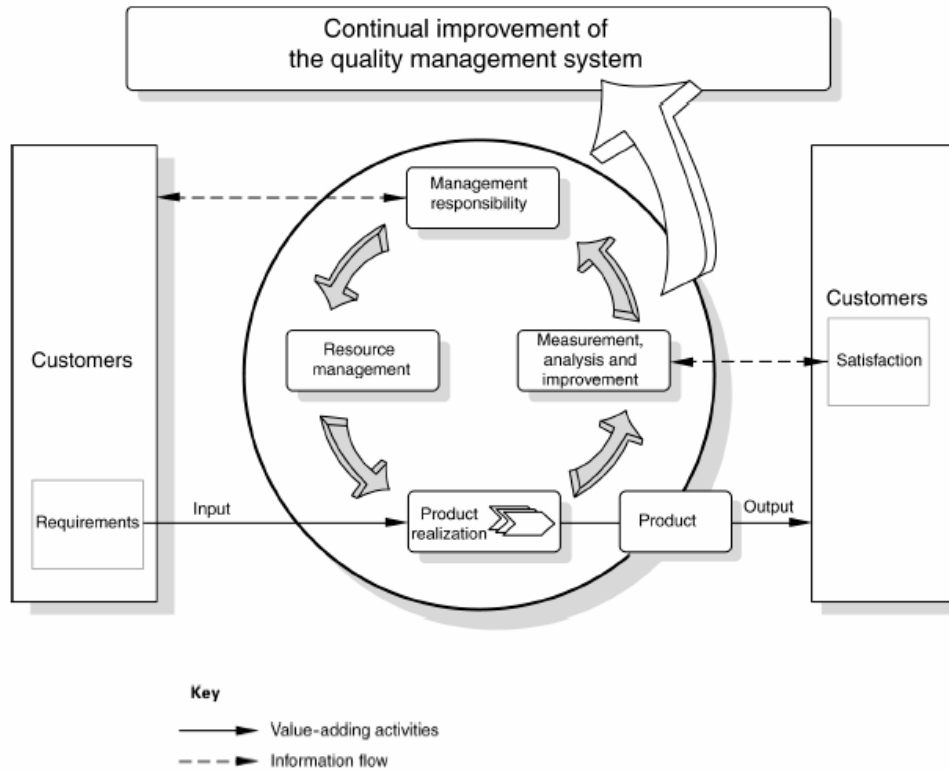 Continual improvement of
the quality management system
Management
responsibility
Customers
Resource
management
Measurement,
analysis and
improvement
Customers
Satisfaction
Requirements
Input
Product
realization
Product
Output
Key
Value-adding activities
Information flow